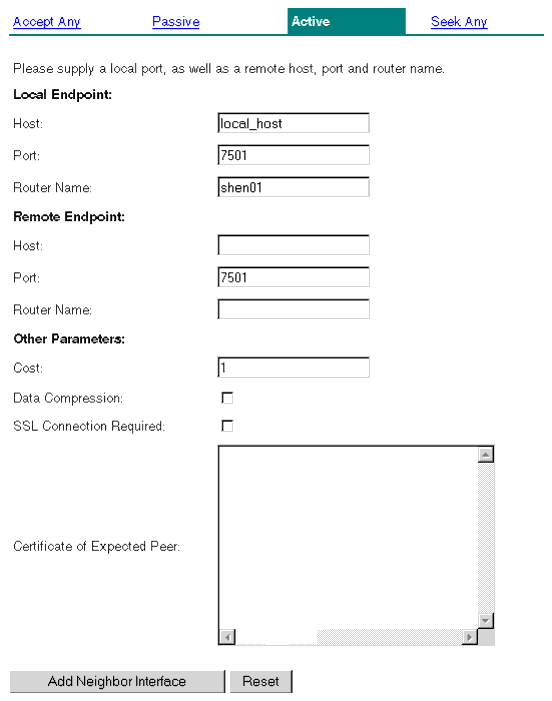 Accept Any Passive Active Seek Any
Please supply a local port, as well as a remote host, port and router name.
Local Endpoint:
Host: local_host
Port: 7501
Router Name: shen01
Remote Endpoint:
Host:
Port: 7501
Router Name:
Other Parameters:
Cost: 1
Data Compression:
SSL Connection Required:
Certificate of Expected Peer:
Add Neighbor Interface Reset